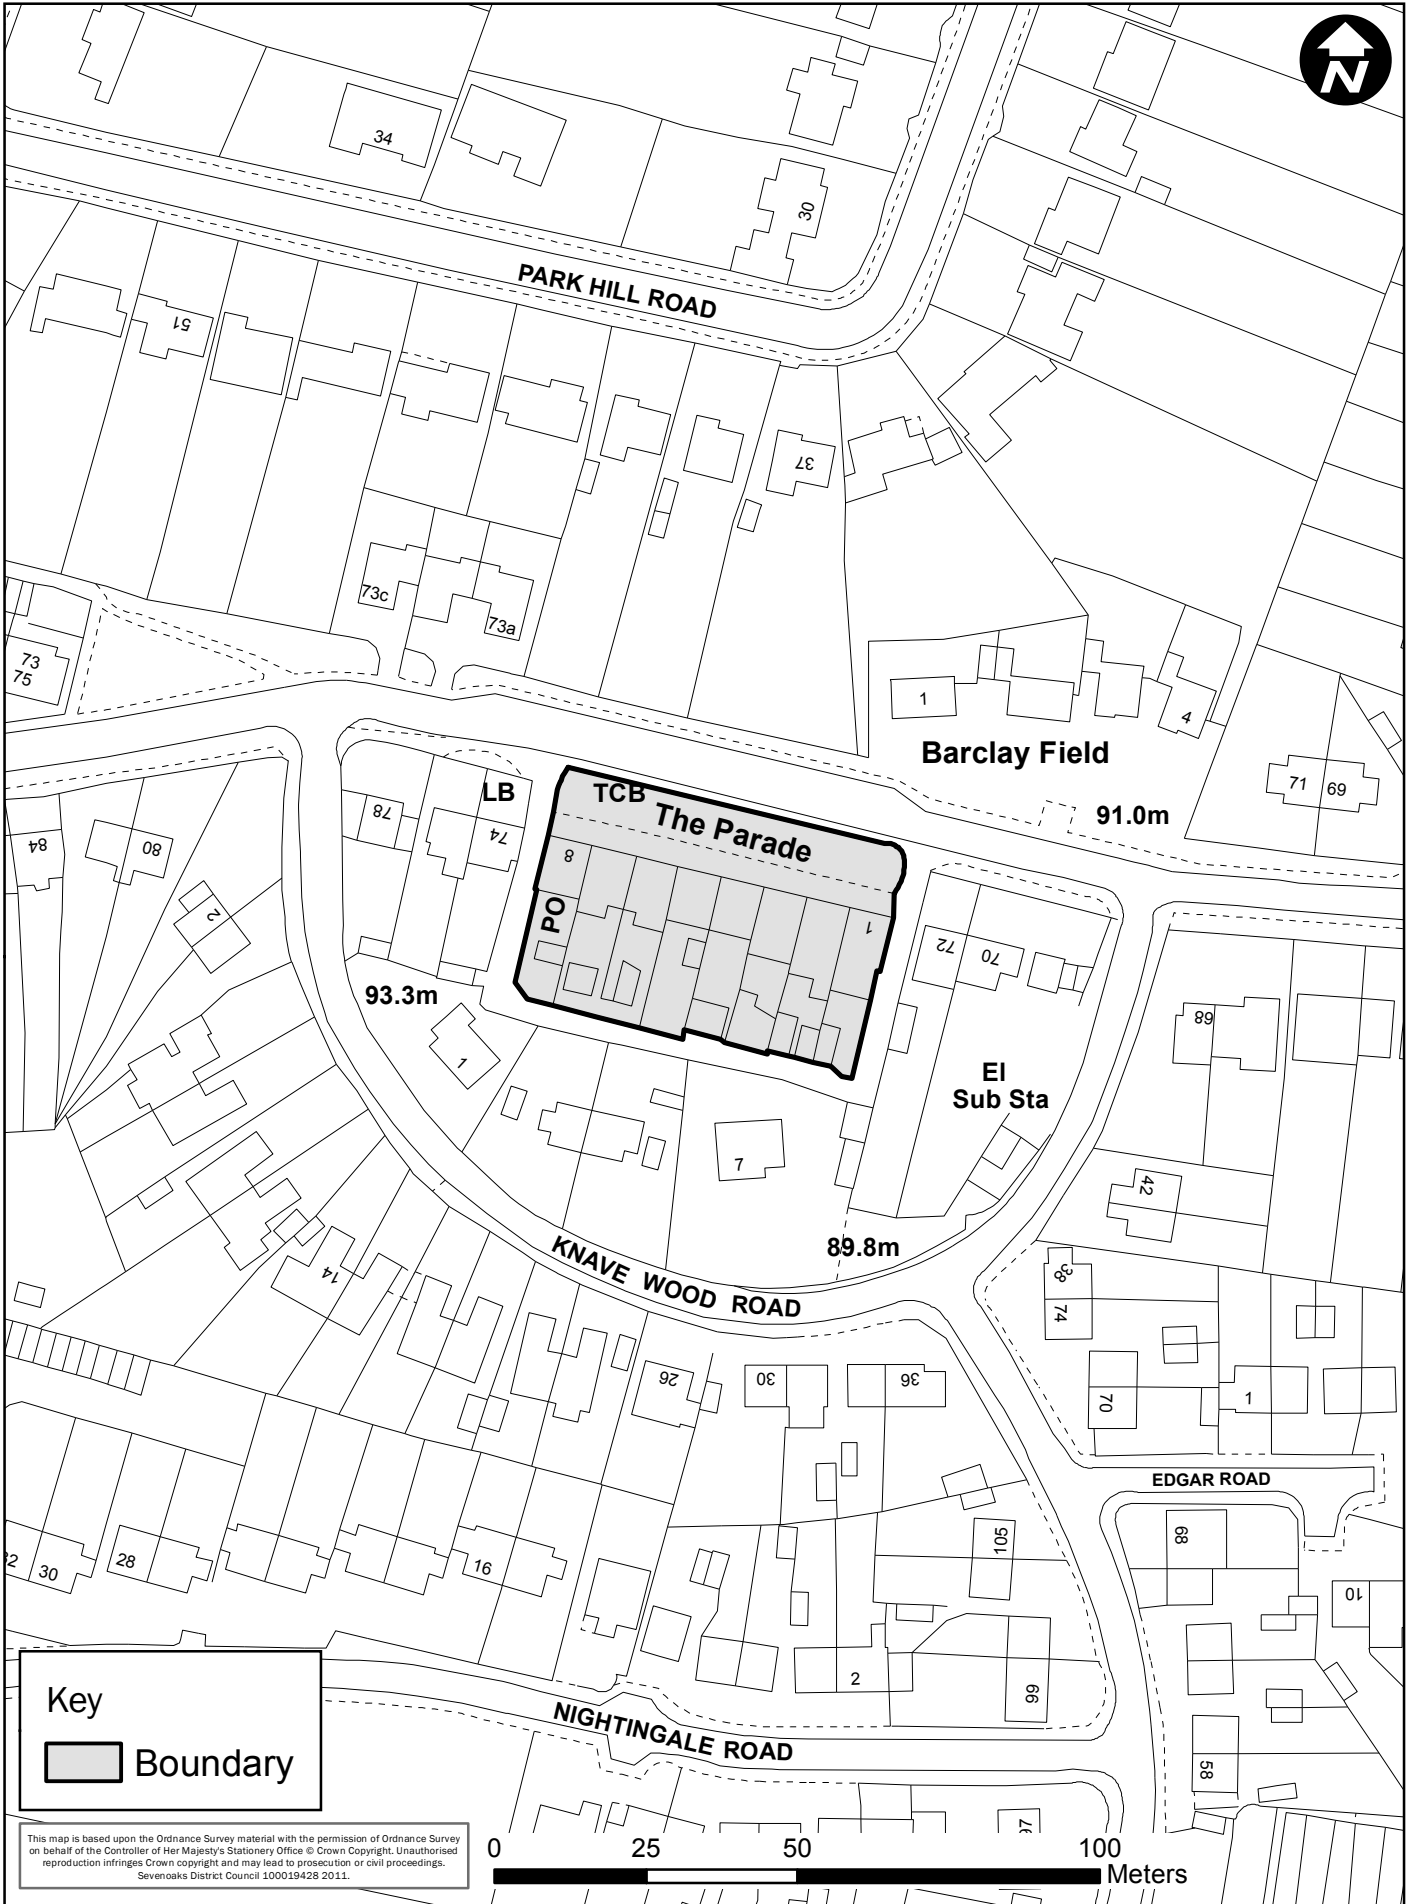 N
34
30
PARK HILL ROAD
51
37
73c
73a
73
75
1
4
Barclay Field
71
69
91.0m
LB
TCB
The Parade
78
74
84
80
8
2
PO
1
72
70
93.3m
68
1
El
Sub Sta
7
42
89.8m
KNAVE WOOD ROAD
14
38
74
26
30
36
70
1
EDGAR ROAD
105
68
30
28
16
10
2
99
Key
Boundary
NIGHTINGALE ROAD
58
This map is based upon the Ordnance Survey material with the permission of Ordnance Survey
on behalf of the Controller of Her Majesty's Stationery Office © Crown Copyright. Unauthorised
reproduction infringes Crown copyright and may lead to prosecution or civil proceedings.
Sevenoaks District Council 100019428 2011.
0 25 50 100
Meters